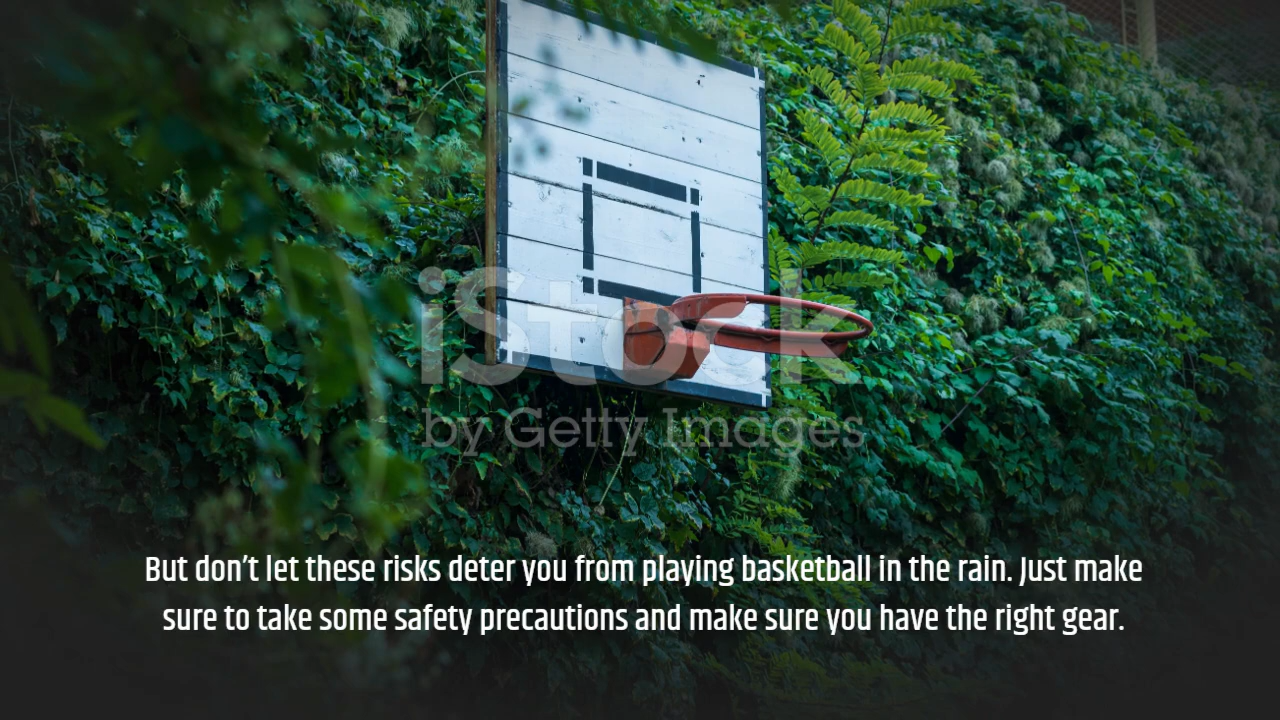 iStock
by Getty Images
But don’t let these risks deter you from playing basketball in the rain. Just make
sure to take some safety precautions and make sure you have the right gear.